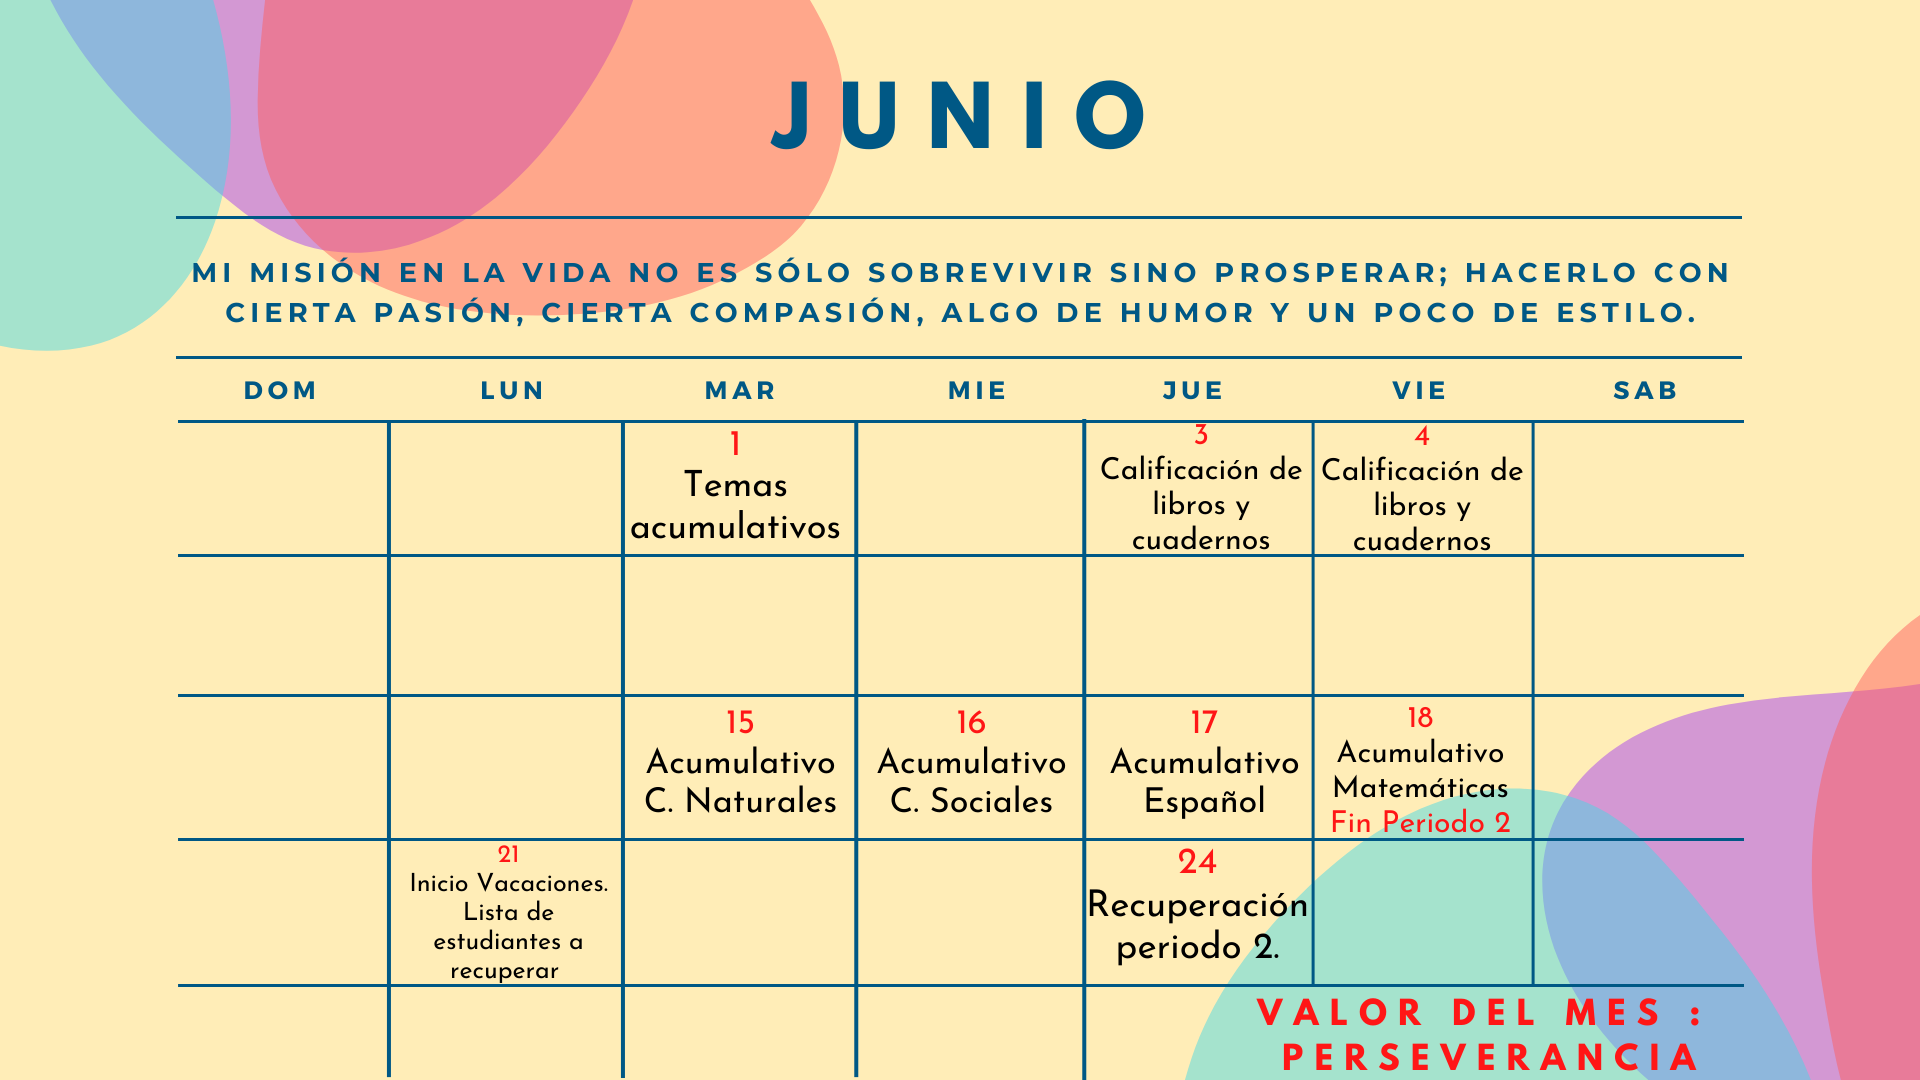 JUNIO
MI MISIÓN EN LA VIDA NO ES SÓLO SOBREVIVIR SINO PROSPERAR; HACERLO CON
CIERTA PASIÓN, CIERTA COMPASIÓN, ALGO DE HUMOR Y UN POCO DE ESTILO.
DOM LUN MAR MIE JUE VIE SAB
1
Temas
acumulativos
3
Calificación de
libros y
cuadernos
4
Calificación de
libros y
cuadernos
15
Acumulativo
C. Naturales
16
Acumulativo
C. Sociales
17
Acumulativo
Español
18
Acumulativo
Matemáticas
Fin Periodo 2
21
Inicio Vacaciones.
Lista de
estudiantes a
recuperar
24
Recuperación
periodo 2.
VALOR DEL MES :
PERSEVERANCIA